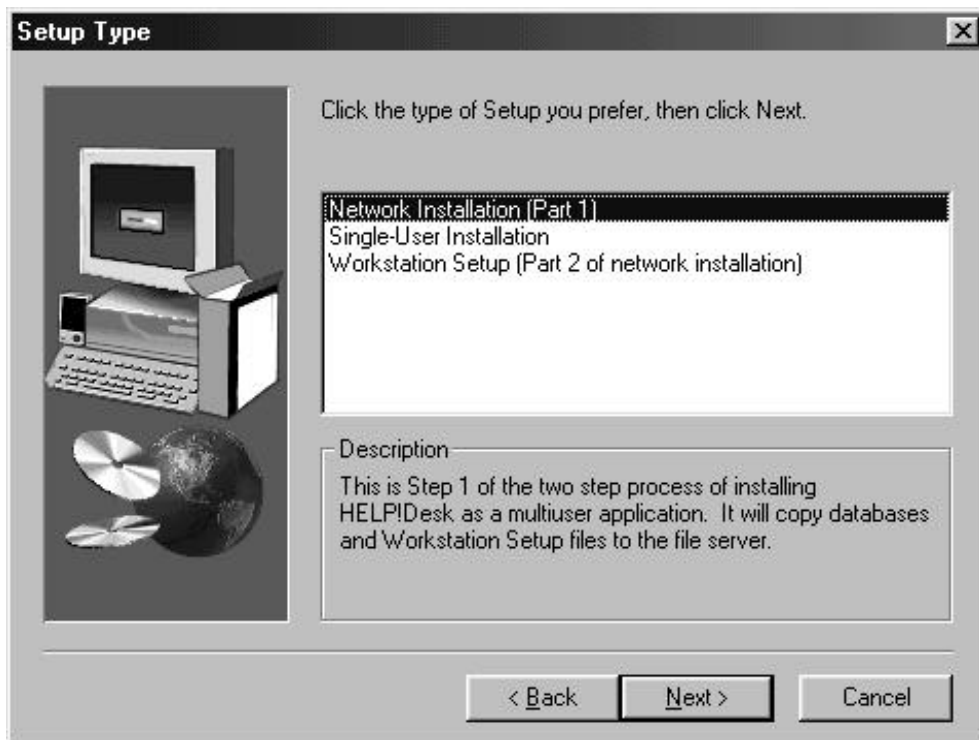 Setup Type
Click the type of Setup you prefer, then click Next.
Network Installation (Part 1)
Single-User Installation
Workstation Setup (Part 2 of network installation)
Description
This is Step 1 of the two step process of installing
HELP!Desk as a multiuser application.  It will copy databases
and Workstation Setup files to the file server.
< Back
Next >
Cancel